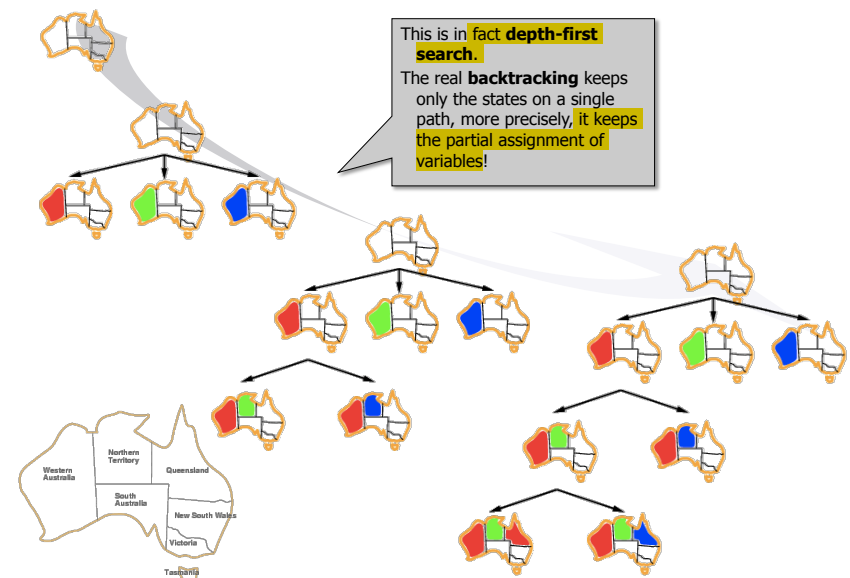 This is in fact depth-first
search.
The real backtracking keeps
only the states on a single
path, more precisely, it keeps
the partial assignment of
variables!
Northern
Territory
Western
Australia
Queensland
South
Australia
New South Wales
Victoria
Tasmania